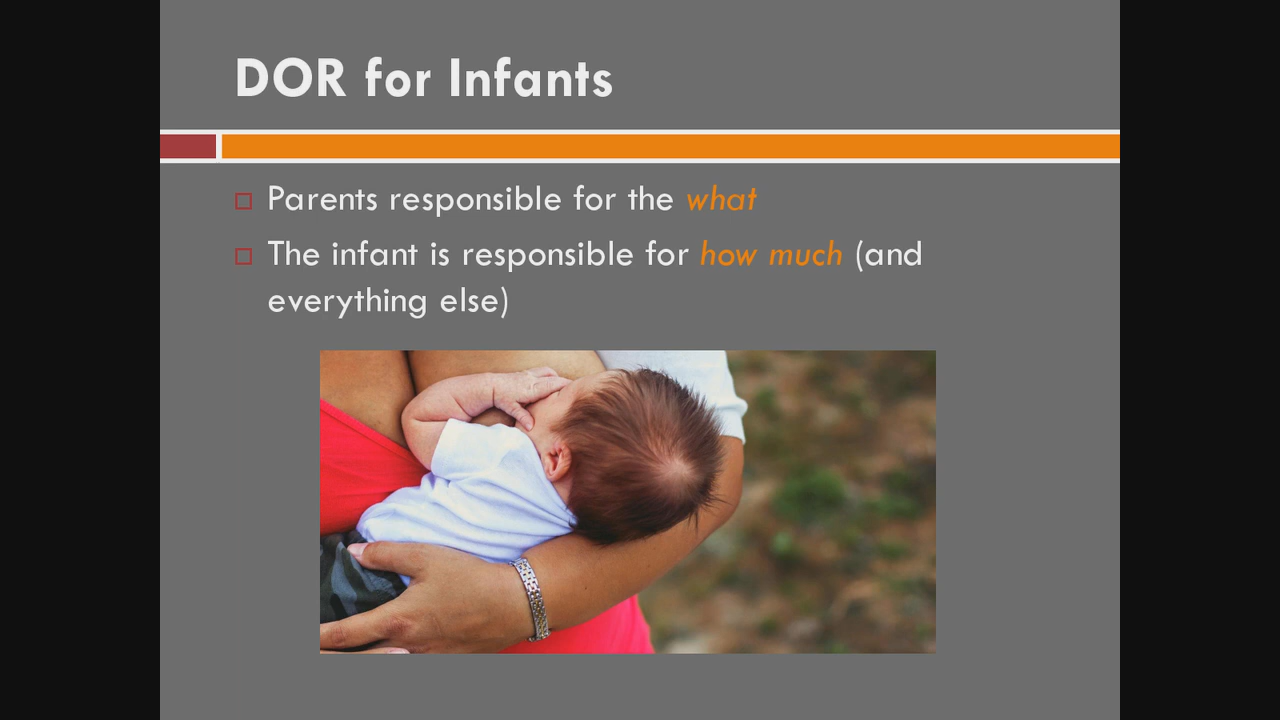 DOR for Infants
Parents responsible for the what
The infant is responsible for how much (and
everything else)